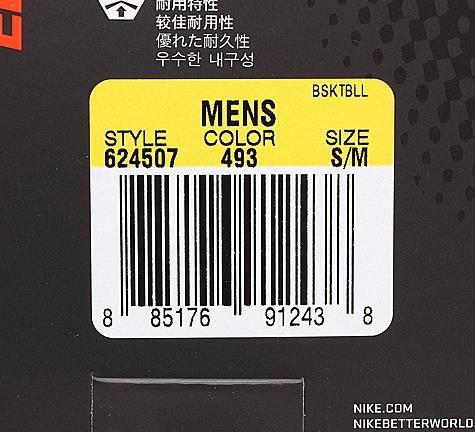 耐用特性
较佳耐用性
優れた耐久性
우수한 내구성
BSKTBLL
MENS
STYLE COLOR SIZE
624507 493 S/M
8 85176 91243 8
NIKE.COM
NIKEBETTERWORLD